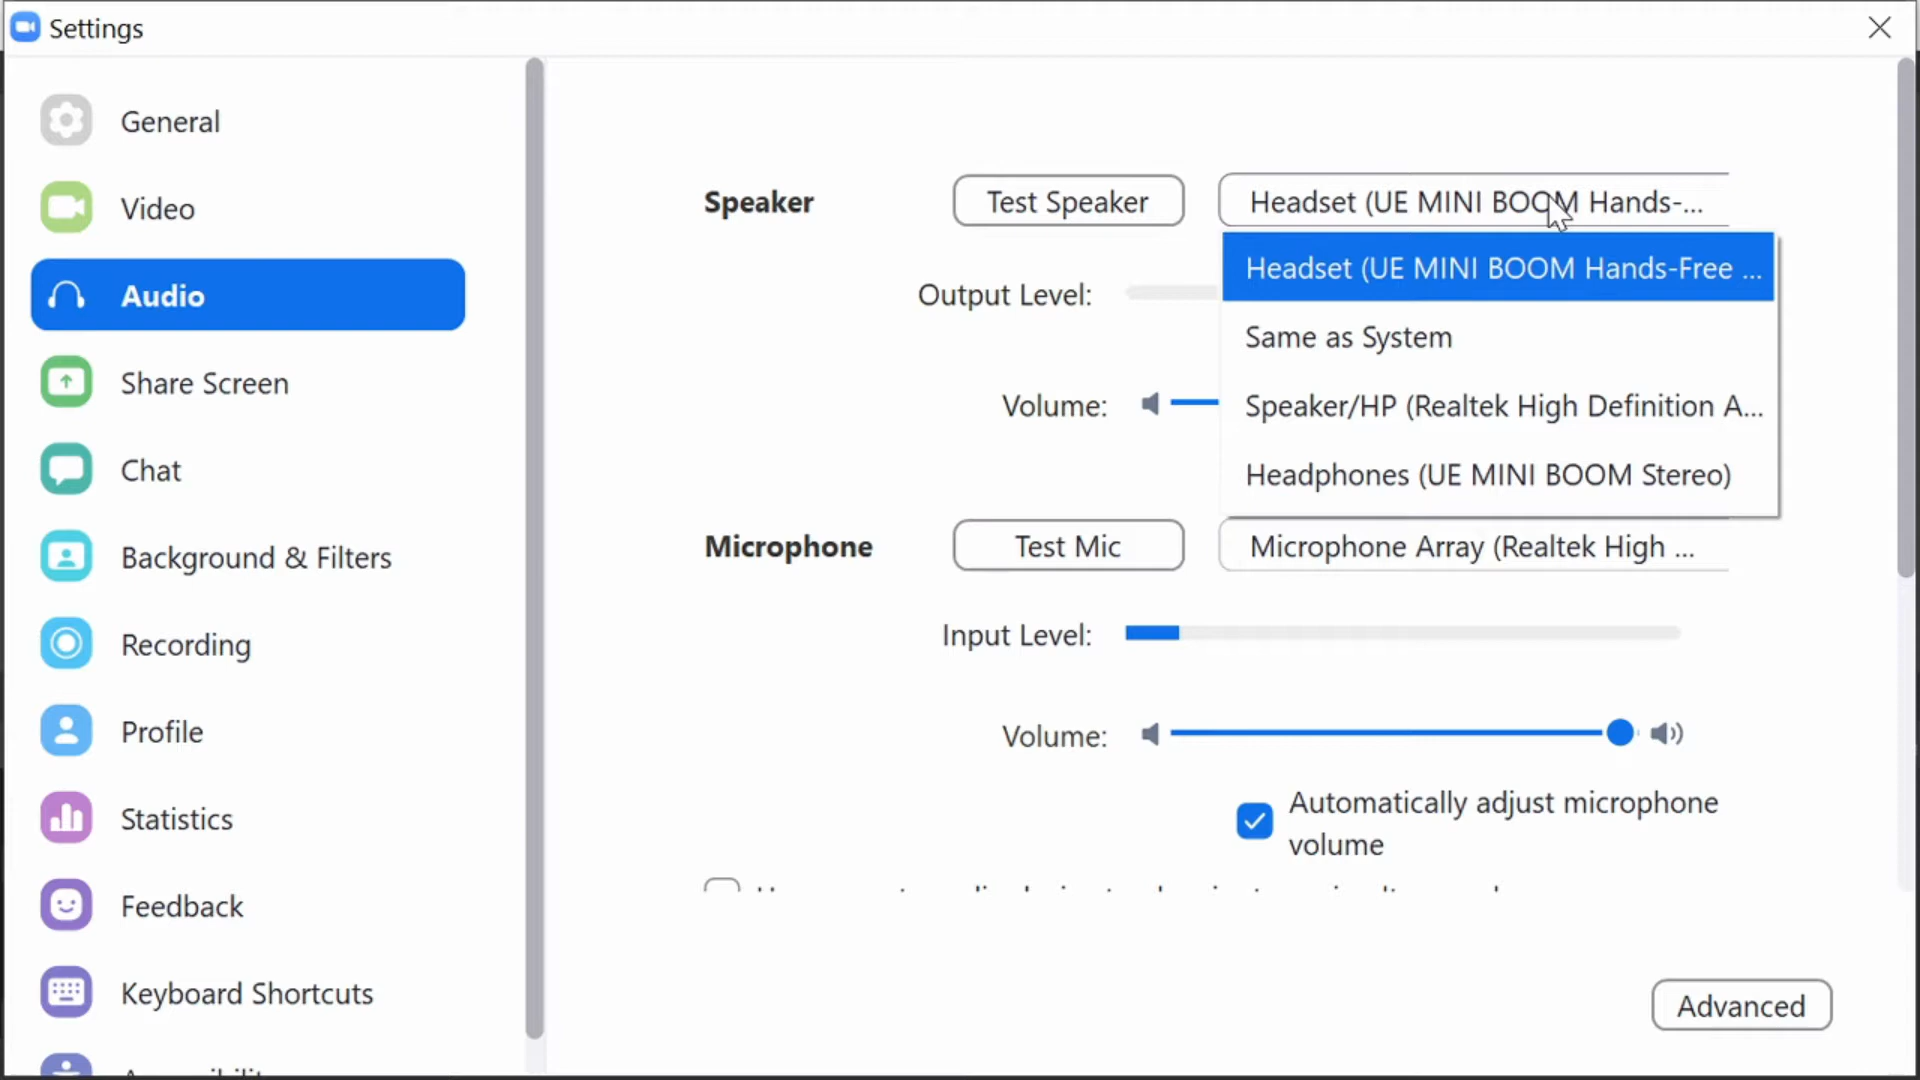 Settings
General
Video
Audio
Share Screen
Chat
Background & Filters
Recording
Profile
Statistics
Feedback
Keyboard Shortcuts
Speaker
Test Speaker
Headset (UE MINI BOOM Hands-...
Headset (UE MINI BOOM Hands-Free ...
Output Level:
Same as System
Volume:
Speaker/HP (Realtek High Definition A...
Headphones (UE MINI BOOM Stereo)
Microphone
Test Mic
Microphone Array (Realtek High ...
Input Level:
Volume:
Automatically adjust microphone
volume
Advanced